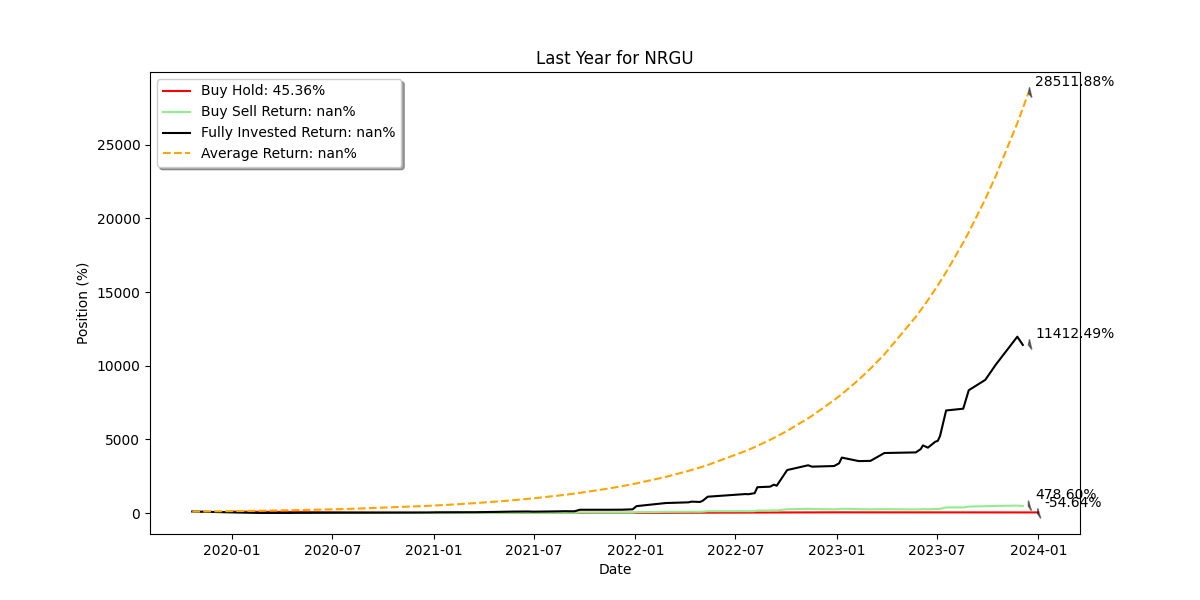 Last Year for NRGU
Buy Hold: 45.36%
Buy Sell Return: nan%
Fully Invested Return: nan%
Average Return: nan%
28511.88%
11412.49%
478.60%
-54.64%
Position (%)
25000
20000
15000
10000
5000
0
2020-01 2020-07 2021-01 2021-07 2022-01 2022-07 2023-01 2023-07 2024-01
Date